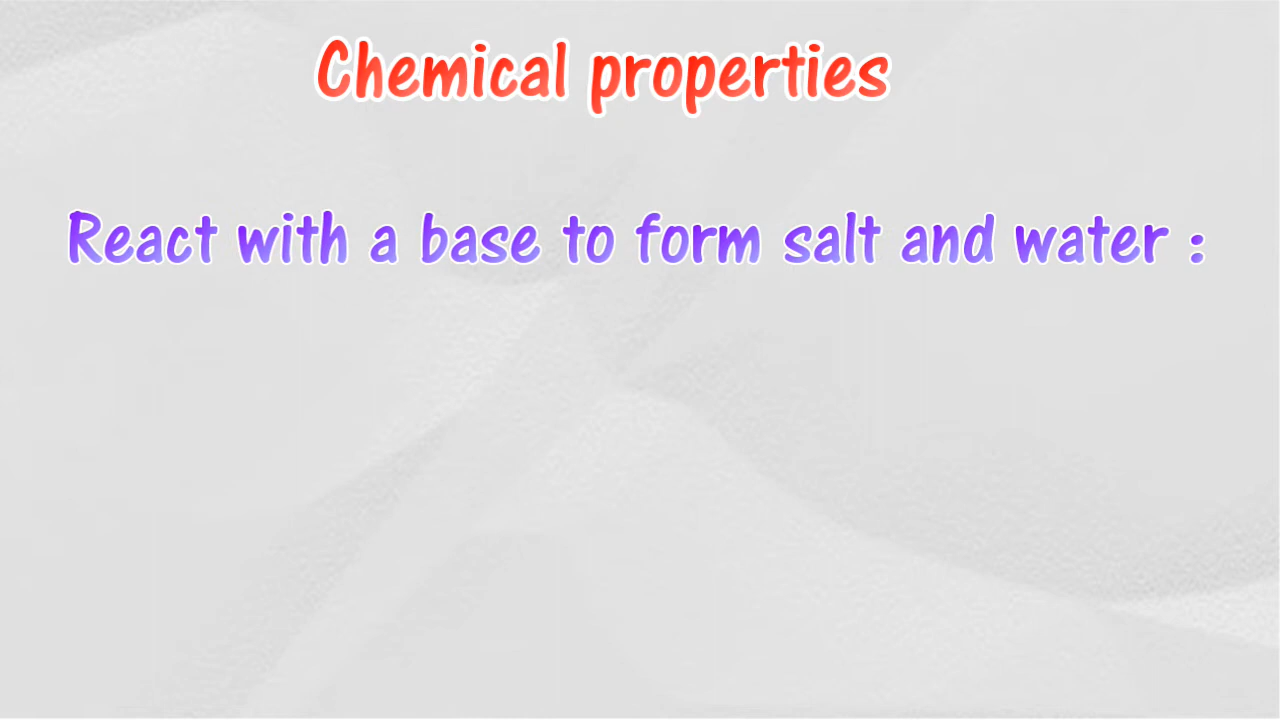 Chemical properties
React with a base to form salt and water :